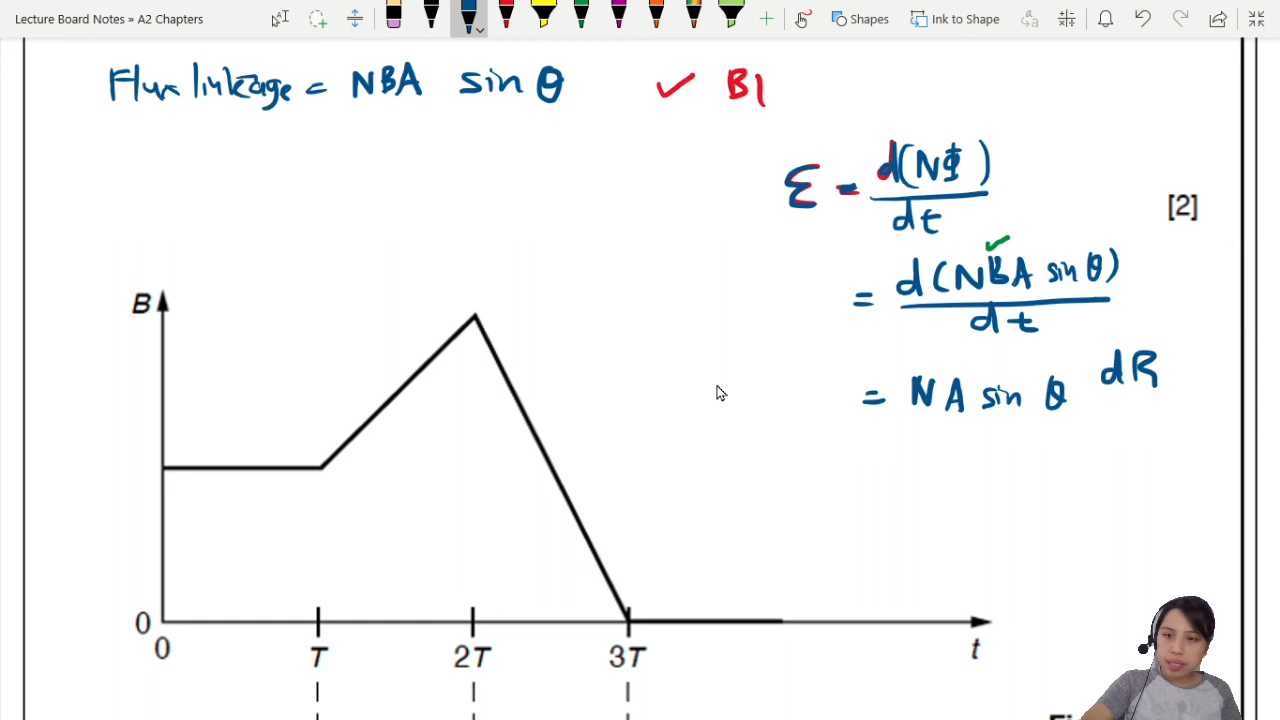 Lecture Board Notes » A2 Chapters
Shapes
Ink to Shape
Flux linkage = NBA sin θ ✓ B1
ε = d(NΦ)
dt
[2]
= d(NBA sin θ)
dt
= NA sin θ dB
B
0
0 T 2T 3T t